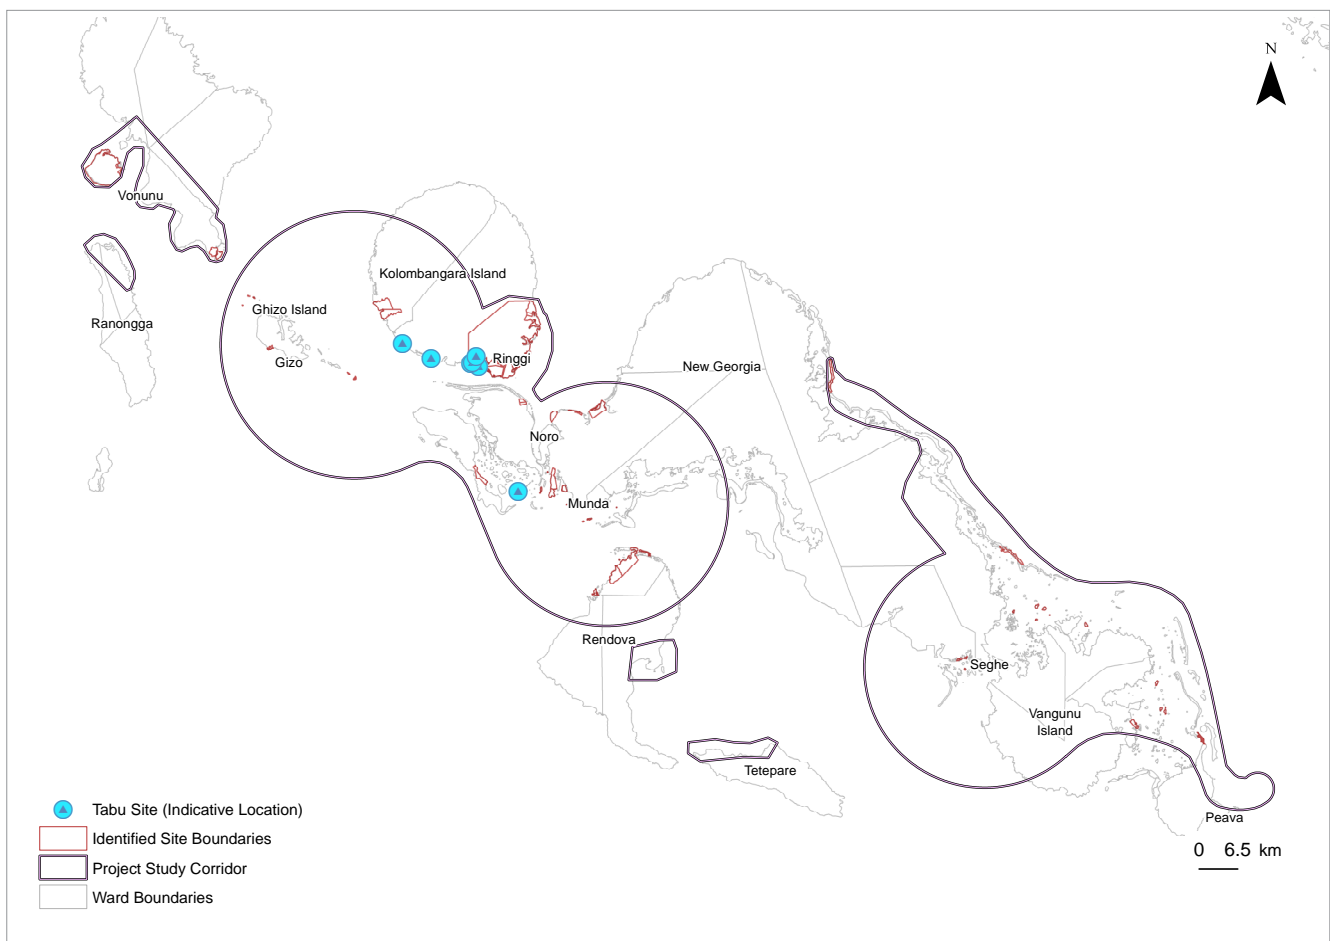 N
Vonunu
Kolombangara Island
Ghizo Island
Ranongga
Ringgi
Gizo
New Georgia
Noro
Munda
Rendova
Seghe
Vangunu
Island
Tetepare
Peava
Tabu Site (Indicative Location)
Identified Site Boundaries
Project Study Corridor
Ward Boundaries
0 6.5 km